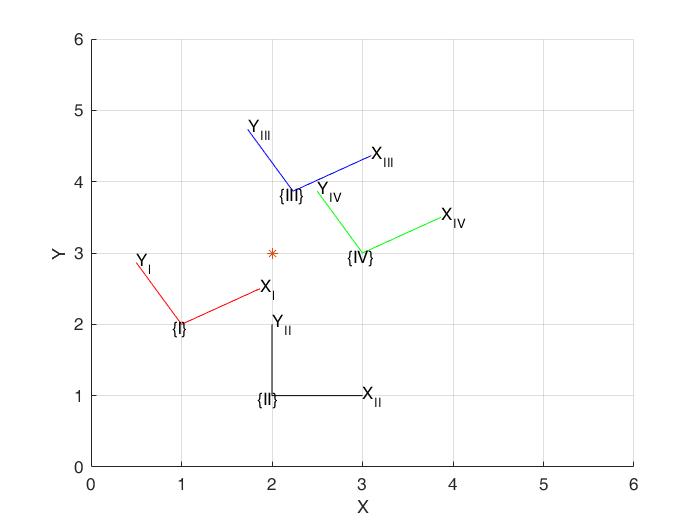 6
5
4
3
2
1
0
Y
Y_III
X_III
{III}
Y_IV
X_IV
{IV}
Y_I
X_I
{I}
Y_II
X_II
{II}
0 1 2 3 4 5 6
X